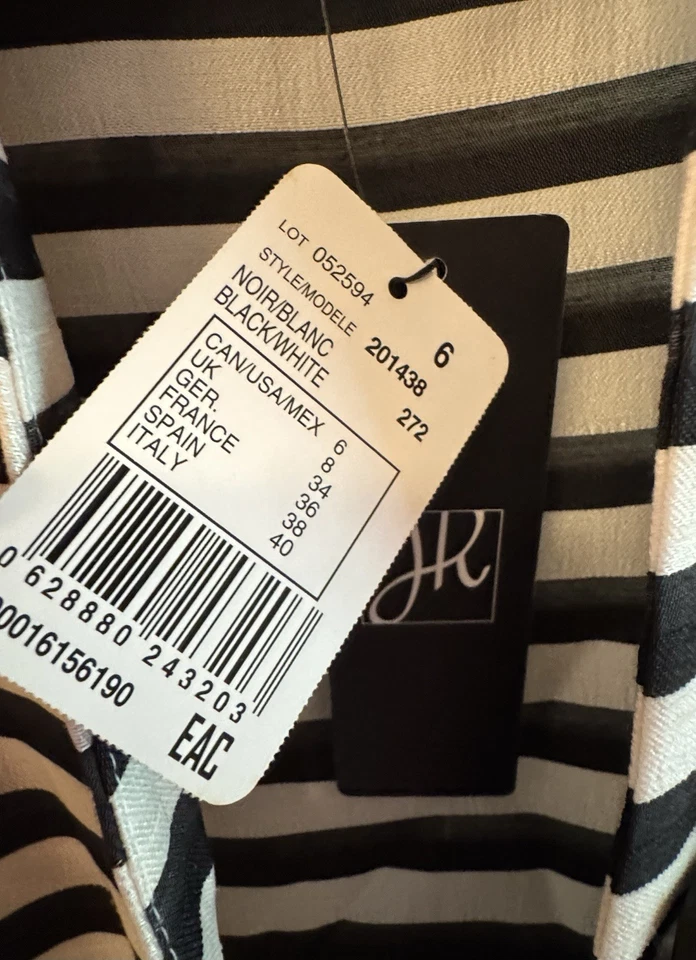 LOT 052594
STYLE/MODELE 201438 6
NOIR/BLANC
BLACK/WHITE 272
CAN/USA/MEX 6
UK 8
GER. 34
FRANCE 36
SPAIN 38
ITALY 40
0 628880 243203
0016156190
EAC
JR